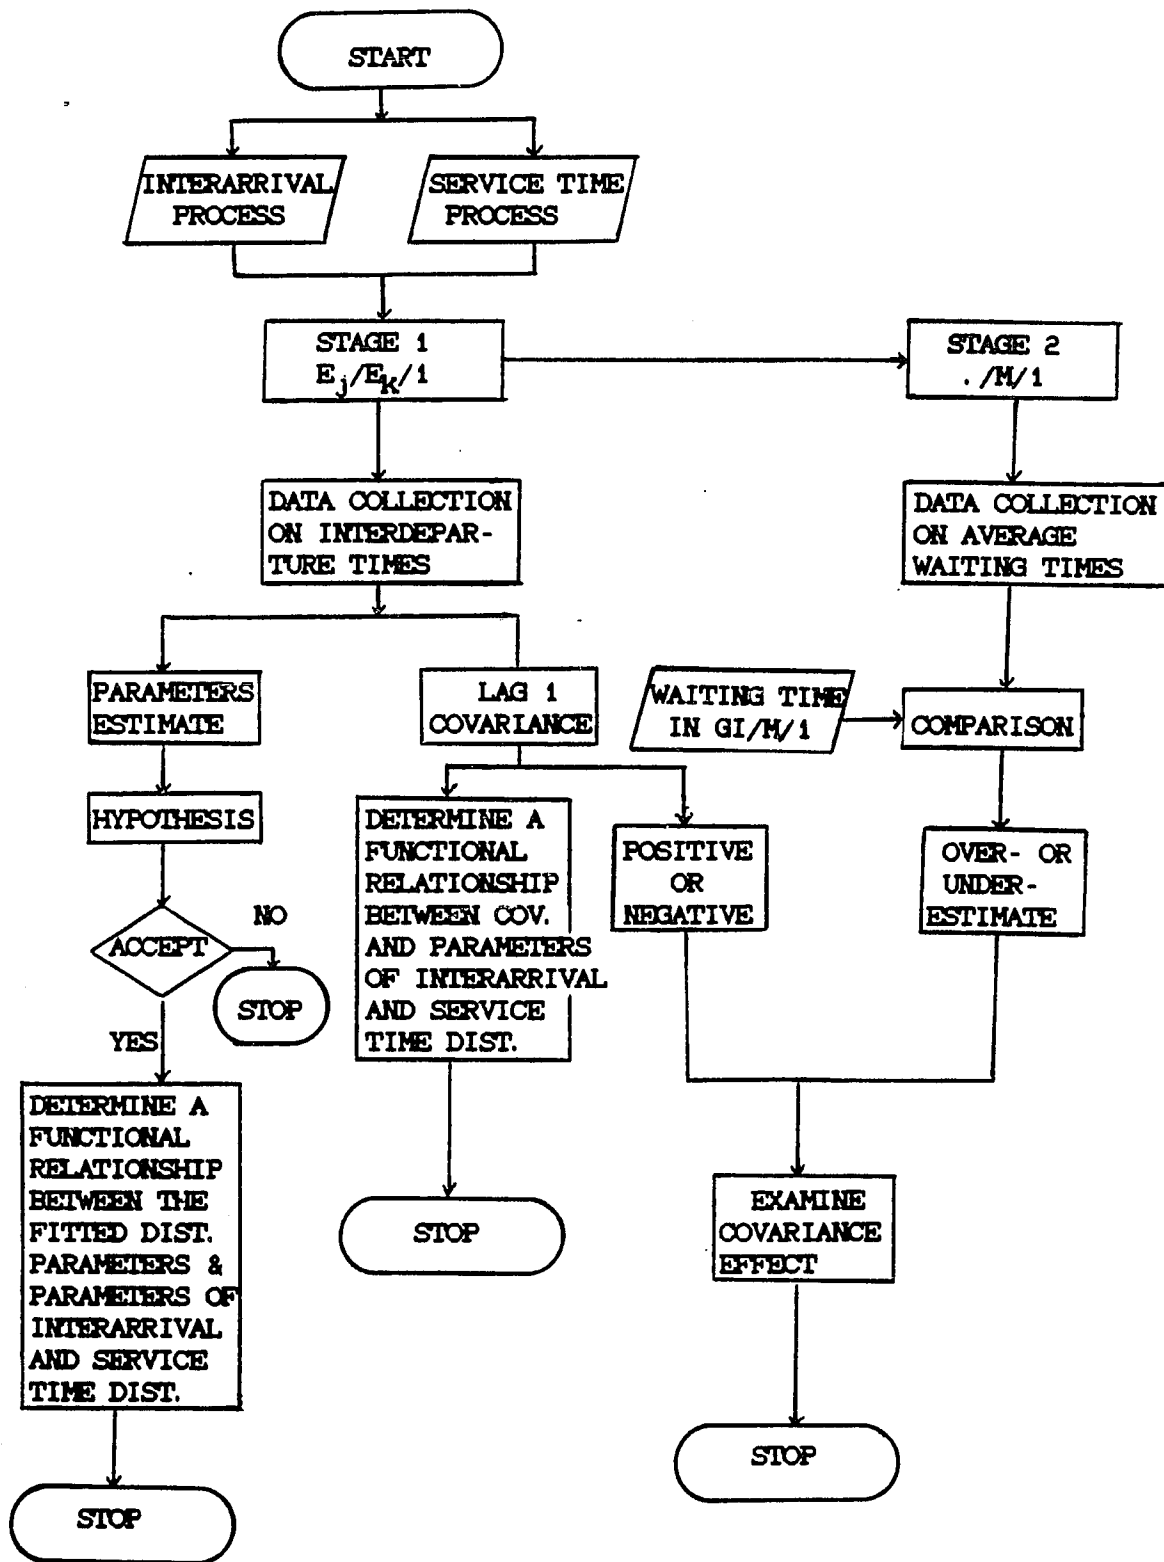 START
INTERARRIVAL
PROCESS
SERVICE TIME
PROCESS
STAGE 1
Ej/EK/1
STAGE 2
./M/1
DATA COLLECTION
ON INTERDEPAR-
TURE TIMES
DATA COLLECTION
ON AVERAGE
WAITING TIMES
PARAMETERS
ESTIMATE
LAG 1
COVARIANCE
WAITING TIME
IN GI/M/1
COMPARISON
HYPOTHESIS
DETERMINE A
FUNCTIONAL
RELATIONSHIP
BETWEEN COV.
AND PARAMETERS
OF INTERARRIVAL
AND SERVICE
TIME DIST.
POSITIVE
OR
NEGATIVE
OVER- OR
UNDER-
ESTIMATE
ACCEPT
NO
STOP
YES
DETERMINE A
FUNCTIONAL
RELATIONSHIP
BETWEEN THE
FITTED DIST.
PARAMETERS &
PARAMETERS OF
INTERARRIVAL
AND SERVICE
TIME DIST.
STOP
EXAMINE
COVARIANCE
EFFECT
STOP
STOP